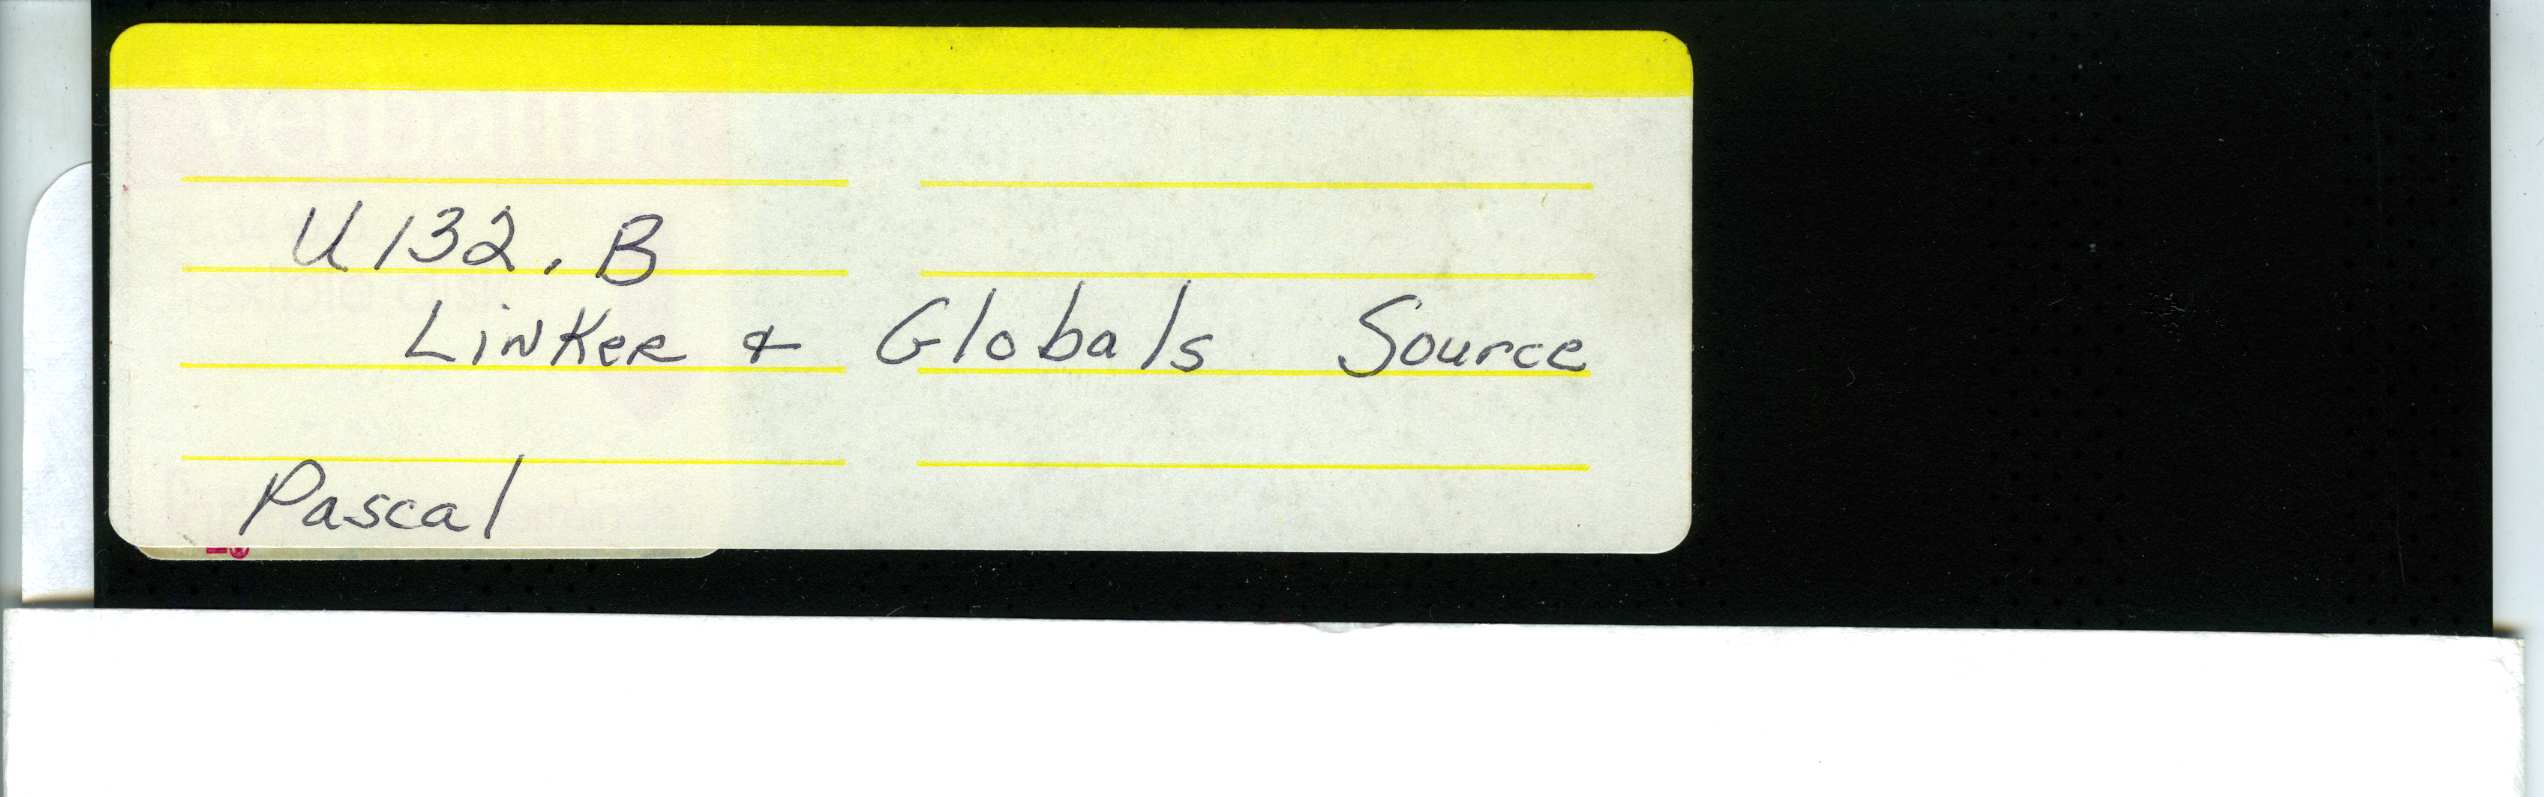 U132.B
Linker & Globals Source
Pascal